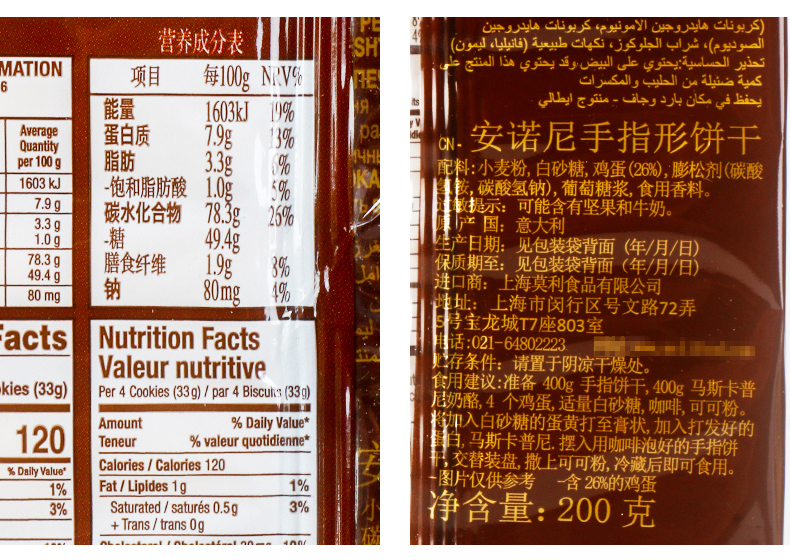 营养成分表
MATION
6
项目 每100g NRV%
能量 1603kJ 19%
蛋白质 7.9g 13%
脂肪 3.3g 6%
-饱和脂肪酸 1.0g 5%
碳水化合物 78.3g 26%
-糖 49.4g
膳食纤维 1.9g 8%
钠 80mg 4%
Average
Quantity
per 100 g
1603 kJ
7.9 g
3.3 g
1.0 g
78.3 g
49.4 g
80 mg
Facts
kies (33g)
120
% Daily Value*
1%
3%
Nutrition Facts
Valeur nutritive
Per 4 Cookies (33 g) / par 4 Biscuits (33 g)
Amount % Daily Value*
Teneur % valeur quotidienne*
Calories / Calories 120
Fat / Lipides 1 g 1%
Saturated / saturés 0.5 g 3%
+ Trans / trans 0 g
(كربونات هايدروجين الامونيوم، كربونات هايدروجين
الصوديوم)، شراب الجلوكوز، نكهات طبيعية (فانيليا، ليمون)
تحذير الحساسية:يحتوي على البيض.وقد يحتوي هذا المنتج على
كمية ضئيلة من الحليب والمكسرات
يحفظ في مكان بارد وجاف - منتوج ايطالي
CN- 安诺尼手指形饼干
配料:小麦粉, 白砂糖, 鸡蛋(26%), 膨松剂(碳酸
氢铵, 碳酸氢钠), 葡萄糖浆, 食用香料。
过敏提示：可能含有坚果和牛奶。
原产国：意大利
生产日期：见包装袋背面（年/月/日）
保质期至：见包装袋背面（年/月/日）
进口商：上海莫利食品有限公司
地址：上海市闵行区号文路72弄
5号宝龙城T7座803室
电话:021-64802223
贮存条件：请置于阴凉干燥处。
食用建议:准备 400g 手指饼干, 400g 马斯卡普
尼奶酪, 4 个鸡蛋, 适量白砂糖, 咖啡, 可可粉。
将加入白砂糖的蛋黄打至膏状, 加入打发好的
蛋白, 马斯卡普尼. 摆入用咖啡泡好的手指饼
干, 交替装盘, 撒上可可粉, 冷藏后即可食用。
-图片仅供参考 -含 26%的鸡蛋
净含量: 200 克